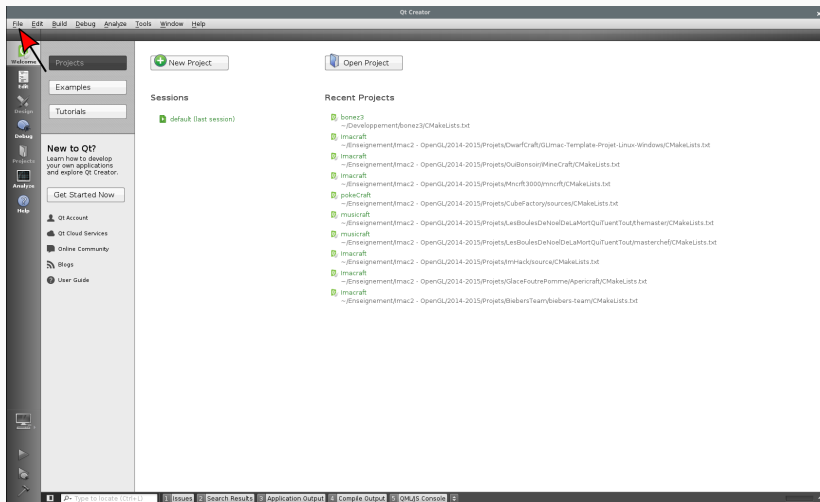 Qt Creator
File Edit Build Debug Analyze Tools Window Help
Welcome
Edit
Design
Debug
Projects
Analyze
Help
Projects
Examples
Tutorials
New to Qt?
Learn how to develop
your own applications
and explore Qt Creator.
Get Started Now
Qt Account
Qt Cloud Services
Online Community
Blogs
User Guide
New Project
Open Project
Sessions
default (last session)
Recent Projects
bonez3
~/Developpement/bonez3/CMakeLists.txt
Imacraft
~/Enseignement/Imac2 - OpenGL/2014-2015/Projets/DwarfCraft/GLImac-Template-Projet-Linux-Windows/CMakeLists.txt
Imacraft
~/Enseignement/Imac2 - OpenGL/2014-2015/Projets/OuiBonsoir/MineCraft/CMakeLists.txt
Imacraft
~/Enseignement/Imac2 - OpenGL/2014-2015/Projets/Mncrft3000/mncrft/CMakeLists.txt
pokeCraft
~/Enseignement/Imac2 - OpenGL/2014-2015/Projets/CubeFactory/sources/CMakeLists.txt
musicraft
~/Enseignement/Imac2 - OpenGL/2014-2015/Projets/LesBoulesDeNoelDeLaMortQuiTuentTout/themaster/CMakeLists.txt
musicraft
~/Enseignement/Imac2 - OpenGL/2014-2015/Projets/LesBoulesDeNoelDeLaMortQuiTuentTout/masterchef/CMakeLists.txt
Imacraft
~/Enseignement/Imac2 - OpenGL/2014-2015/Projets/ImHack/source/CMakeLists.txt
Imacraft
~/Enseignement/Imac2 - OpenGL/2014-2015/Projets/GlaceFoutrePomme/Apericraft/CMakeLists.txt
Imacraft
~/Enseignement/Imac2 - OpenGL/2014-2015/Projets/BiebersTeam/biebers-team/CMakeLists.txt
Type to locate (Ctrl+L) 1 Issues 2 Search Results 3 Application Output 4 Compile Output 5 QML/JS Console